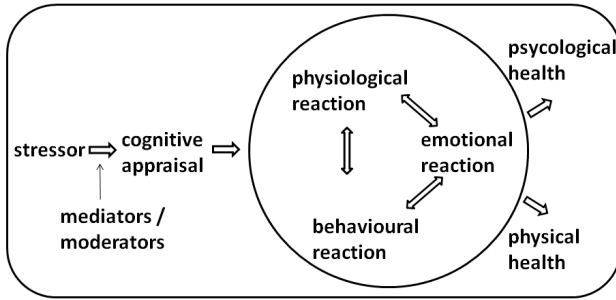 stressor
cognitive
appraisal
mediators /
moderators
physiological
reaction
emotional
reaction
behavioural
reaction
psycological
health
physical
health